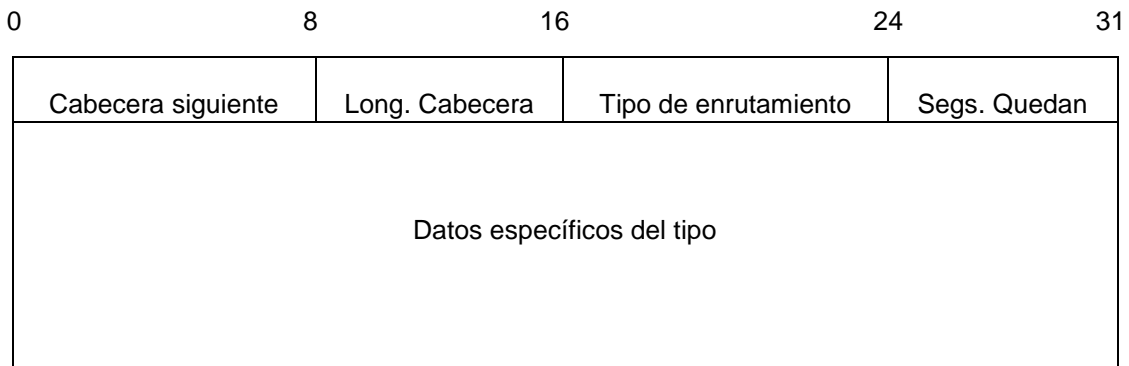 0 8 16 24 31
Cabecera siguiente Long. Cabecera Tipo de enrutamiento Segs. Quedan
Datos específicos del tipo